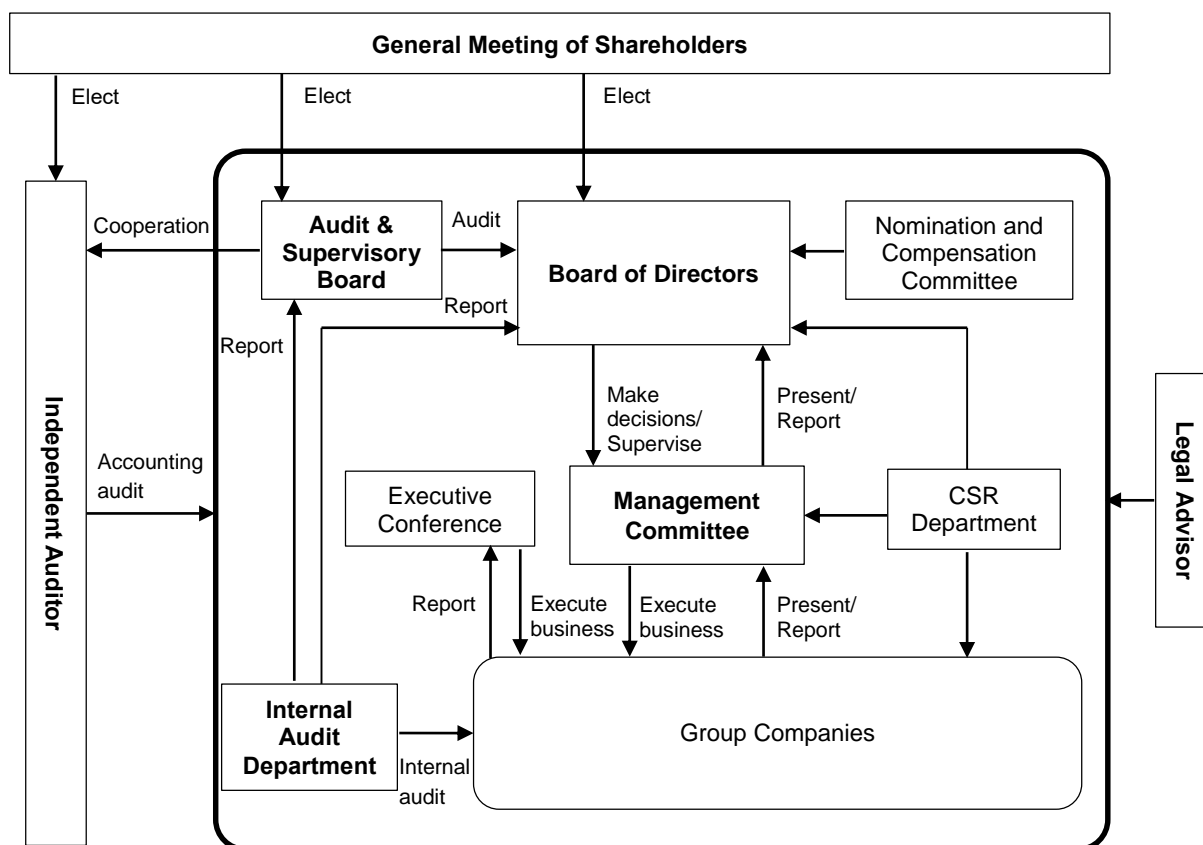 General Meeting of Shareholders
Elect
Elect
Elect
Cooperation
Audit &
Supervisory
Board
Audit
Board of Directors
Nomination and
Compensation
Committee
Report
Report
Independent Auditor
Accounting
audit
Make
decisions/
Supervise
Present/
Report
Legal Advisor
Executive
Conference
Management
Committee
CSR
Department
Report
Execute
business
Execute
business
Present/
Report
Internal
Audit
Department
Internal
audit
Group Companies